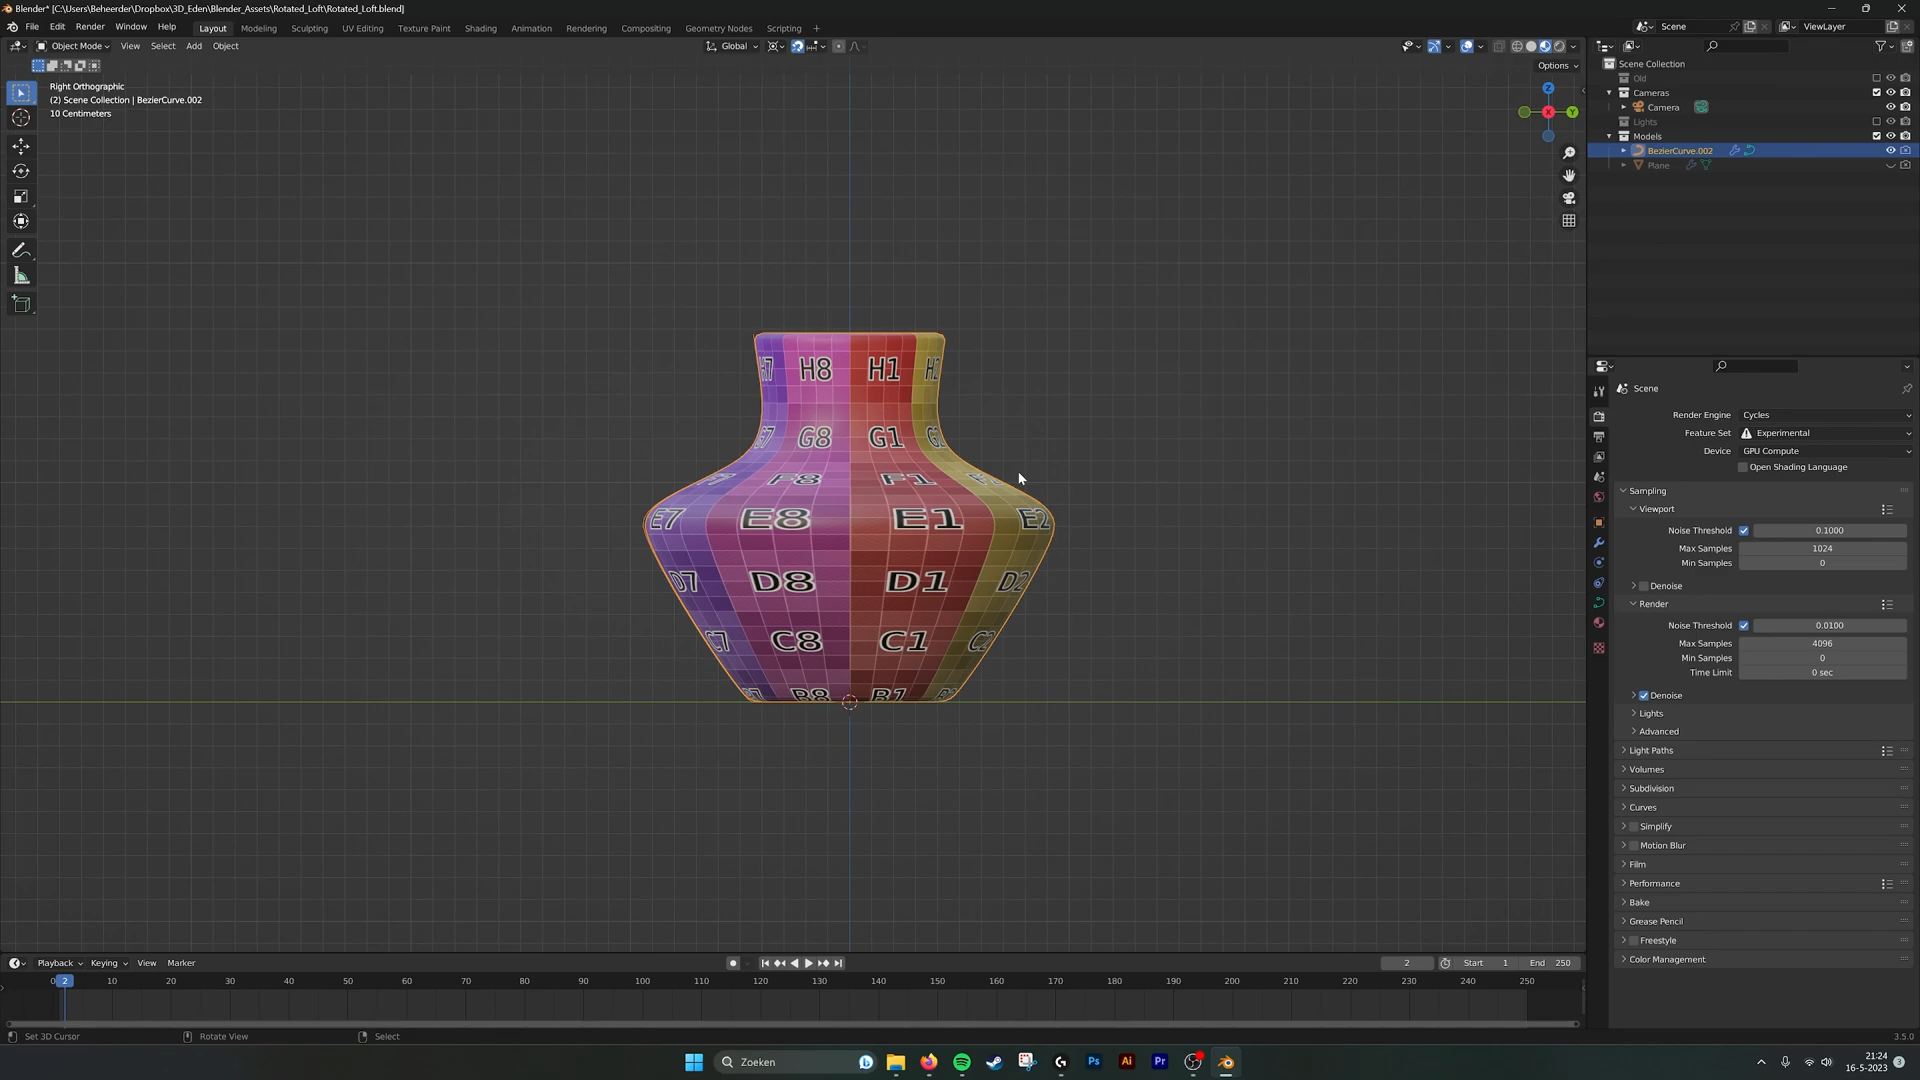 Blender* [C:\Users\Beheerder\Dropbox\3D_Eden\Blender_Assets\Rotated_Loft\Rotated_Loft.blend]
File Edit Render Window Help Layout Modeling Sculpting UV Editing Texture Paint Shading Animation Rendering Compositing Geometry Nodes Scripting + Scene ViewLayer
Object Mode View Select Add Object Global
Options
Right Orthographic
(2) Scene Collection | BezierCurve.002
10 Centimeters
Z
X Y
Scene Collection
Old
Cameras
Camera
Lights
Models
BezierCurve.002
Plane
H7 H8 H1
G8 G1
F8 F1
E7 E8 E1 E2
D7 D8 D1 D2
C7 C8 C1 C2
B8 B1
Scene
Render Engine Cycles
Feature Set Experimental
Device GPU Compute
Open Shading Language
Sampling
Viewport
Noise Threshold 0.1000
Max Samples 1024
Min Samples 0
Denoise
Render
Noise Threshold 0.0100
Max Samples 4096
Min Samples 0
Time Limit 0 sec
Denoise
Lights
Advanced
Light Paths
Volumes
Subdivision
Curves
Simplify
Motion Blur
Film
Performance
Bake
Grease Pencil
Freestyle
Color Management
Playback Keying View Marker 2 Start 1 End 250
0 2 10 20 30 40 50 60 70 80 90 100 110 120 130 140 150 160 170 180 190 200 210 220 230 240 250
Set 3D Cursor Rotate View Select 3.5.0
Zoeken Ps Ai Pr 21:24
16-5-2023 3